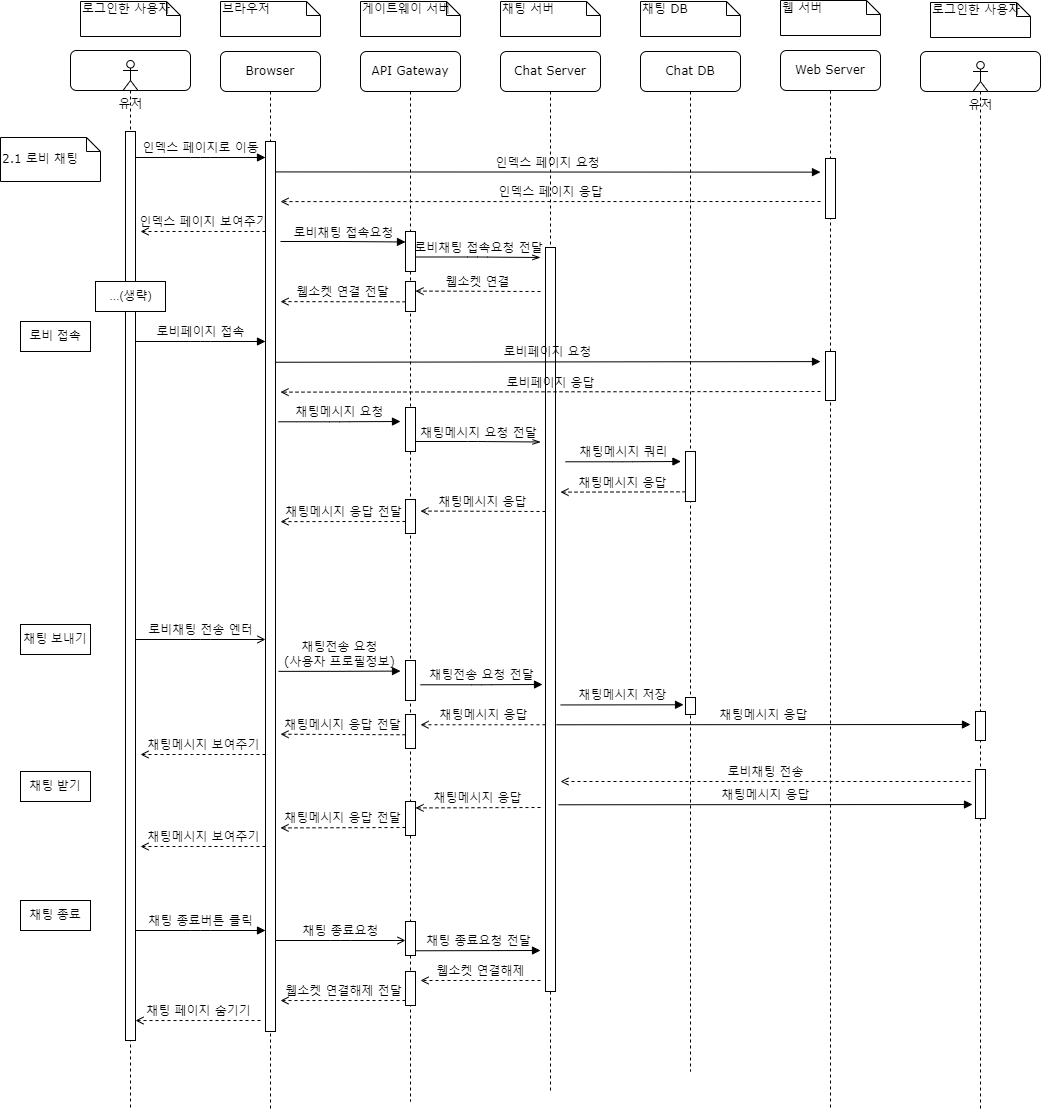 로그인한 사용자
브라우저
게이트웨이 서버
채팅 서버
채팅 DB
웹 서버
로그인한 사용자
Browser
API Gateway
Chat Server
Chat DB
Web Server
유저
유저
2.1 로비 채팅
인덱스 페이지로 이동
인덱스 페이지 요청
인덱스 페이지 응답
인덱스 페이지 보여주기
로비채팅 접속요청
로비채팅 접속요청 전달
웹소켓 연결
웹소켓 연결 전달
...(생략)
로비 접속
로비페이지 접속
로비페이지 요청
로비페이지 응답
채팅메시지 요청
채팅메시지 요청 전달
채팅메시지 쿼리
채팅메시지 응답
채팅메시지 응답
채팅메시지 응답 전달
채팅 보내기
로비채팅 전송 엔터
채팅전송 요청
(사용자 프로필정보)
채팅전송 요청 전달
채팅메시지 저장
채팅메시지 응답
채팅메시지 응답
채팅메시지 응답 전달
채팅메시지 보여주기
채팅 받기
로비채팅 전송
채팅메시지 응답
채팅메시지 응답
채팅메시지 응답 전달
채팅메시지 보여주기
채팅 종료
채팅 종료버튼 클릭
채팅 종료요청
채팅 종료요청 전달
웹소켓 연결해제
웹소켓 연결해제 전달
채팅 페이지 숨기기